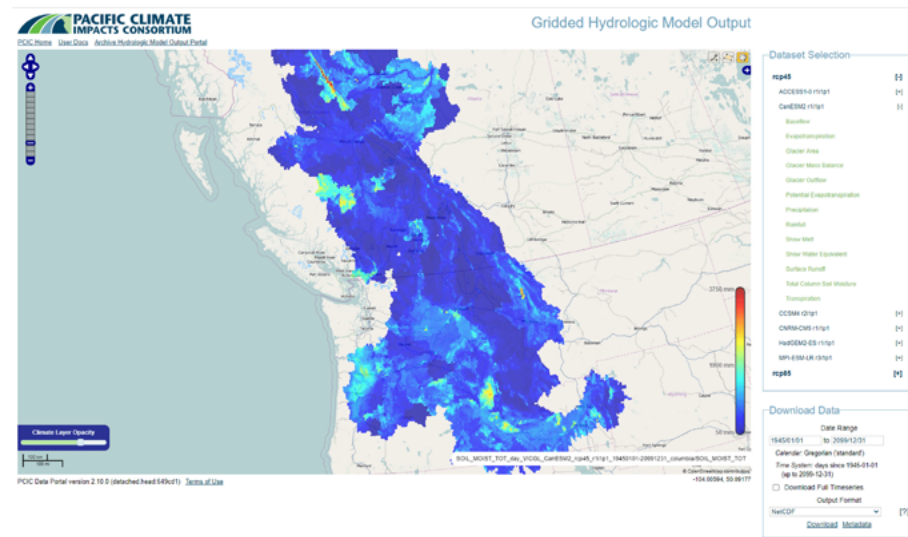 PACIFIC CLIMATE
IMPACTS CONSORTIUM
Gridded Hydrologic Model Output
PCIC Home User Docs Archive Hydrologic Model Output Portal
Dataset Selection
rcp45 [-]
ACCESS1-0 r1i1p1 [+]
CanESM2 r1i1p1 [-]
Baseflow
Evapotranspiration
Glacier Area
Glacier Mass Balance
Glacier Outflow
Potential Evapotranspiration
Precipitation
Rainfall
Snow Melt
Snow Water Equivalent
Surface Runoff
Total Column Soil Moisture
Transpiration
CCSM4 r2i1p1 [+]
CNRM-CM5 r1i1p1 [+]
HadGEM2-ES r1i1p1 [+]
MPI-ESM-LR r3i1p1 [+]
rcp85 [+]
3750 mm
1900 mm
50 mm
Climate Layer Opacity
100 km
100 m
SOIL_MOIST_TOT_day_VICGL_CanESM2_rcp45_r1i1p1_19450101-20991231_columbia/SOIL_MOIST_TOT
© OpenStreetMap contributors
-104.00594, 50.99177
PCIC Data Portal version 2.10.0 (detached.head:549cd1) Terms of Use
Download Data
Date Range
1945/01/01 to 2099/12/31
Calendar: Gregorian ('standard')
Time System: days since 1945-01-01
(up to 2099-12-31)
Download Full Timeseries
Output Format
NetCDF [?]
Download Metadata